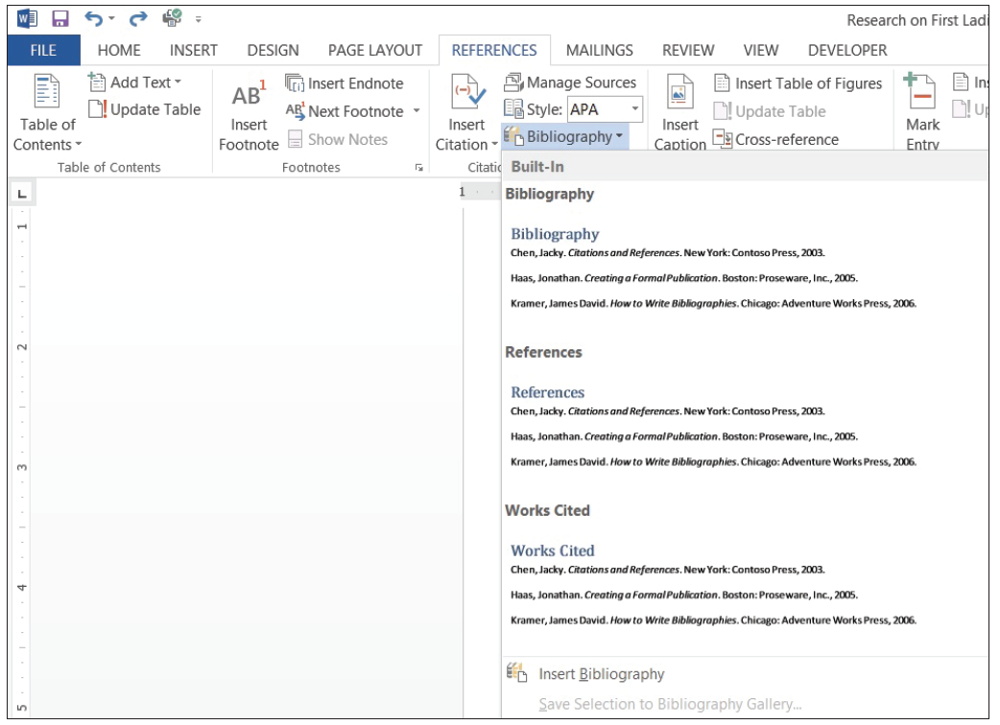 Research on First Ladi
FILE HOME INSERT DESIGN PAGE LAYOUT REFERENCES MAILINGS REVIEW VIEW DEVELOPER
Table of Contents
Add Text
Update Table
Table of Contents
AB1
Insert Footnote
Insert Endnote
Next Footnote
Show Notes
Footnotes
Insert Citation
Manage Sources
Style: APA
Bibliography
Citatio
Insert Caption
Insert Table of Figures
Update Table
Cross-reference
Mark Entry
Ins
Up
Built-In
Bibliography
Bibliography
Chen, Jacky. Citations and References. New York: Contoso Press, 2003.
Haas, Jonathan. Creating a Formal Publication. Boston: Proseware, Inc., 2005.
Kramer, James David. How to Write Bibliographies. Chicago: Adventure Works Press, 2006.
References
References
Chen, Jacky. Citations and References. New York: Contoso Press, 2003.
Haas, Jonathan. Creating a Formal Publication. Boston: Proseware, Inc., 2005.
Kramer, James David. How to Write Bibliographies. Chicago: Adventure Works Press, 2006.
Works Cited
Works Cited
Chen, Jacky. Citations and References. New York: Contoso Press, 2003.
Haas, Jonathan. Creating a Formal Publication. Boston: Proseware, Inc., 2005.
Kramer, James David. How to Write Bibliographies. Chicago: Adventure Works Press, 2006.
Insert Bibliography
Save Selection to Bibliography Gallery...
1
1
2
3
4
5